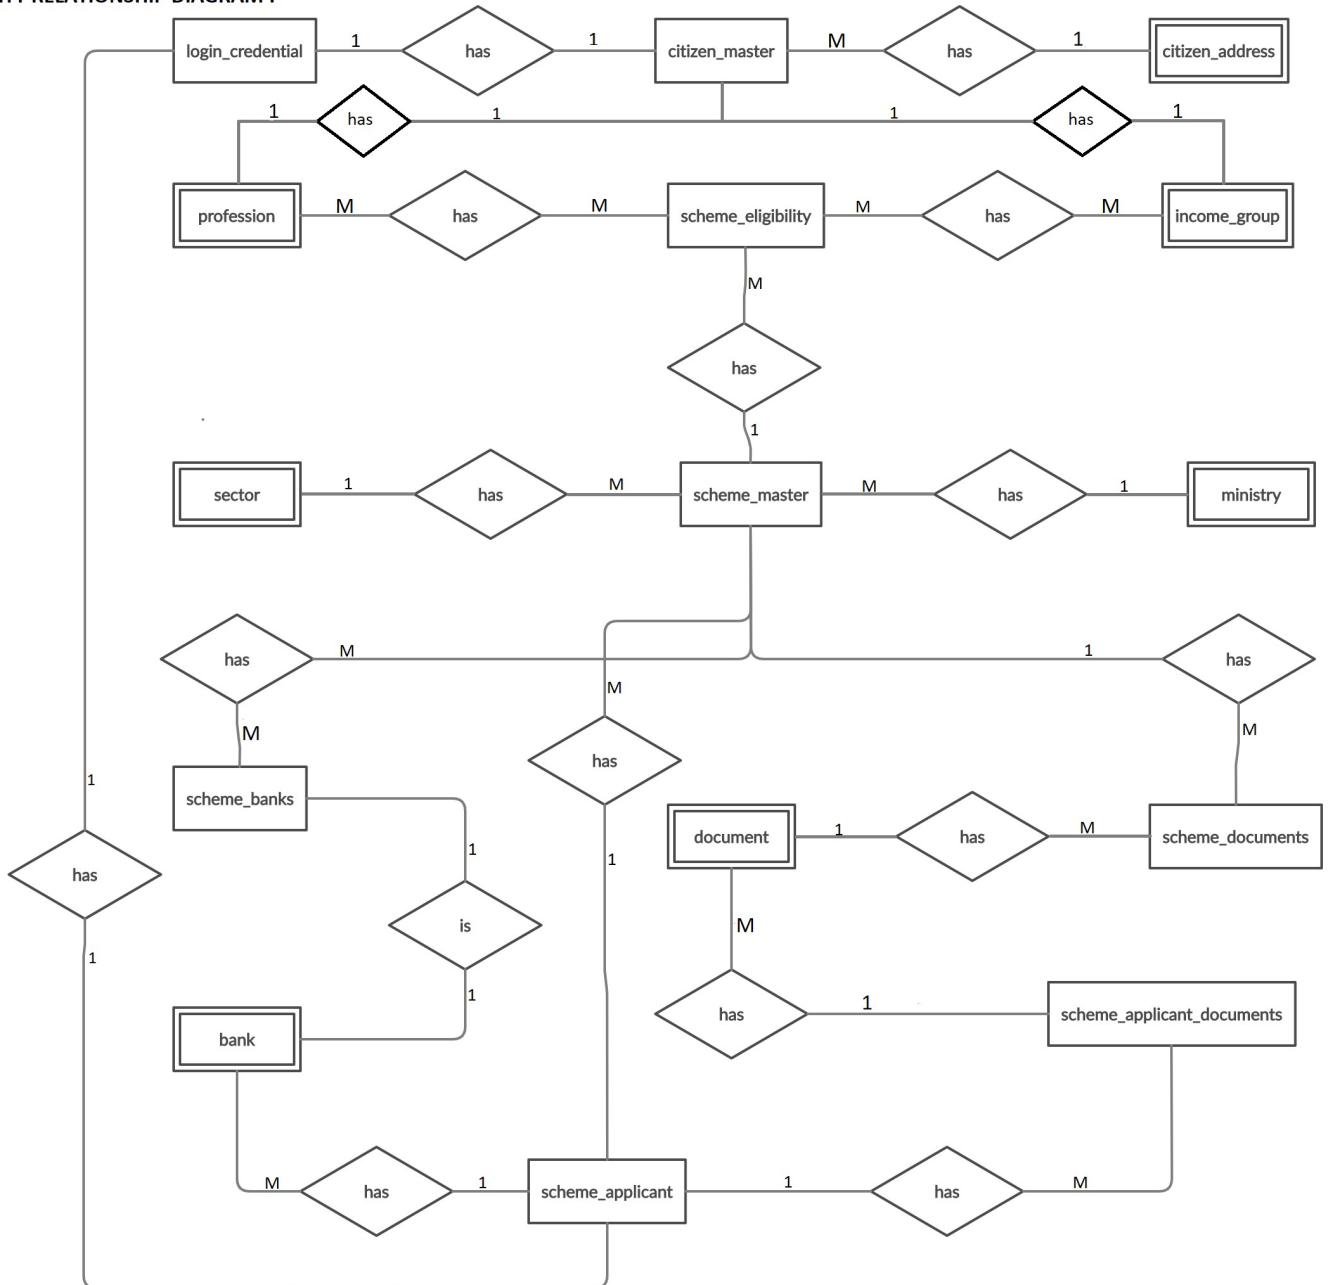 login_credential 1 has 1 citizen_master M has 1 citizen_address
1 has 1 1 has 1
profession M has M scheme_eligibility M has M income_group
M
has
1
sector 1 has M scheme_master M has 1 ministry
has M 1 has
M
M M
has
1 scheme_banks
document 1 has M scheme_documents
1 1
has
is M
1
1
has 1 scheme_applicant_documents
bank
M has 1 scheme_applicant 1 has M